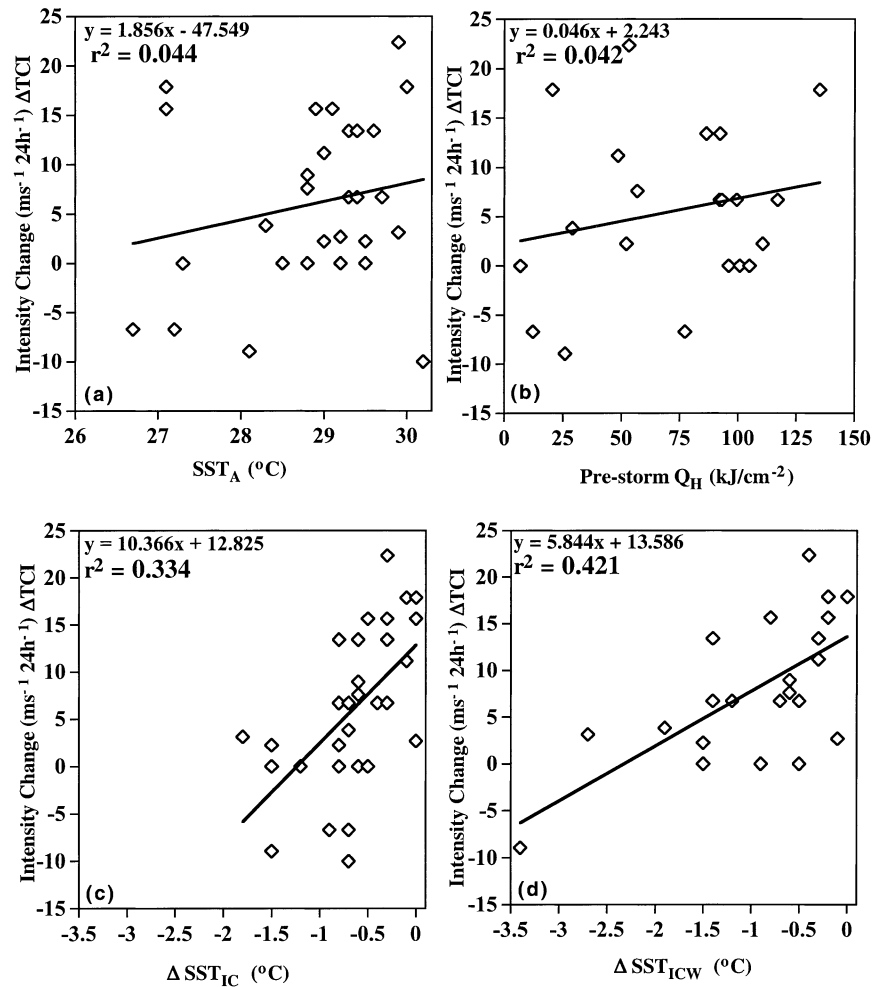 y = 1.856x - 47.549
r² = 0.044
25
20
15
10
5
0
-5
-10
-15
Intensity Change (ms⁻¹ 24h⁻¹) ΔTCI
(a)
26 27 28 29 30
SST_A (°C)
y = 0.046x + 2.243
r² = 0.042
25
20
15
10
5
0
-5
-10
-15
Intensity Change (ms⁻¹ 24h⁻¹) ΔTCI
(b)
0 25 50 75 100 125 150
Pre-storm Q_H (kJ/cm⁻²)
y = 10.366x + 12.825
r² = 0.334
25
20
15
10
5
0
-5
-10
-15
Intensity Change (ms⁻¹ 24h⁻¹) ΔTCI
(c)
-3.5 -3 -2.5 -2 -1.5 -1 -0.5 0
Δ SST_IC (°C)
y = 5.844x + 13.586
r² = 0.421
25
20
15
10
5
0
-5
-10
-15
Intensity Change (ms⁻¹ 24h⁻¹) ΔTCI
(d)
-3.5 -3 -2.5 -2 -1.5 -1 -0.5 0
Δ SST_ICW (°C)